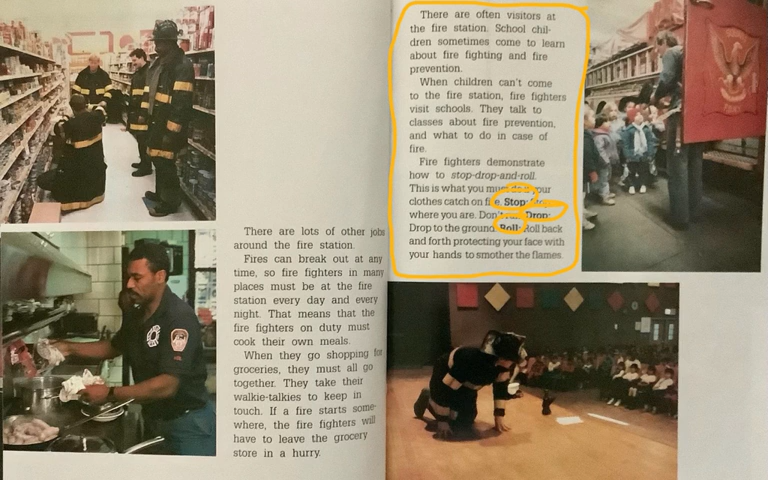 There are lots of other jobs
around the fire station.
Fires can break out at any
time, so fire fighters in many
places must be at the fire
station every day and every
night. That means that the
fire fighters on duty must
cook their own meals.
When they go shopping for
groceries, they must all go
together. They take their
walkie-talkies to keep in
touch. If a fire starts some-
where, the fire fighters will
have to leave the grocery
store in a hurry.
There are often visitors at
the fire station. School chil-
dren sometimes come to learn
about fire fighting and fire
prevention.
When children can't come
to the fire station, fire fighters
visit schools. They talk to
classes about fire prevention,
and what to do in case of
fire.
Fire fighters demonstrate
how to stop-drop-and-roll.
This is what you must do if your
clothes catch on fire. Stop:
where you are. Don't Drop:
Drop to the ground. Roll: Roll back
and forth protecting your face with
your hands to smother the flames.